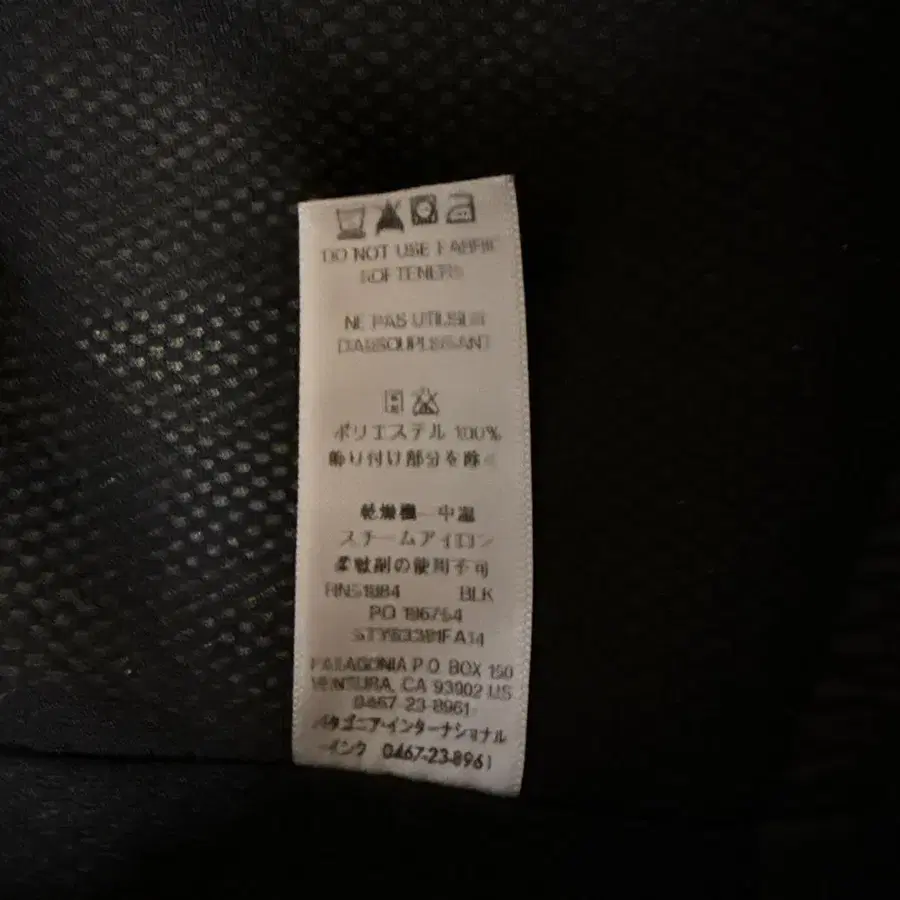 DO NOT USE FABRIC
SOFTENERS
NE PAS UTILISER
D'ASSOUPLISSANT
ポリエステル 100%
飾り付け部分を除く
乾燥機―中温
スチームアイロン
柔軟剤の使用不可
RN51884 BLK
PO 196754
PATAGONIA P.O. BOX 150
VENTURA, CA 93902 US
0467-23-8961
パタゴニア・インターナショナル
インク 0467-23-8961